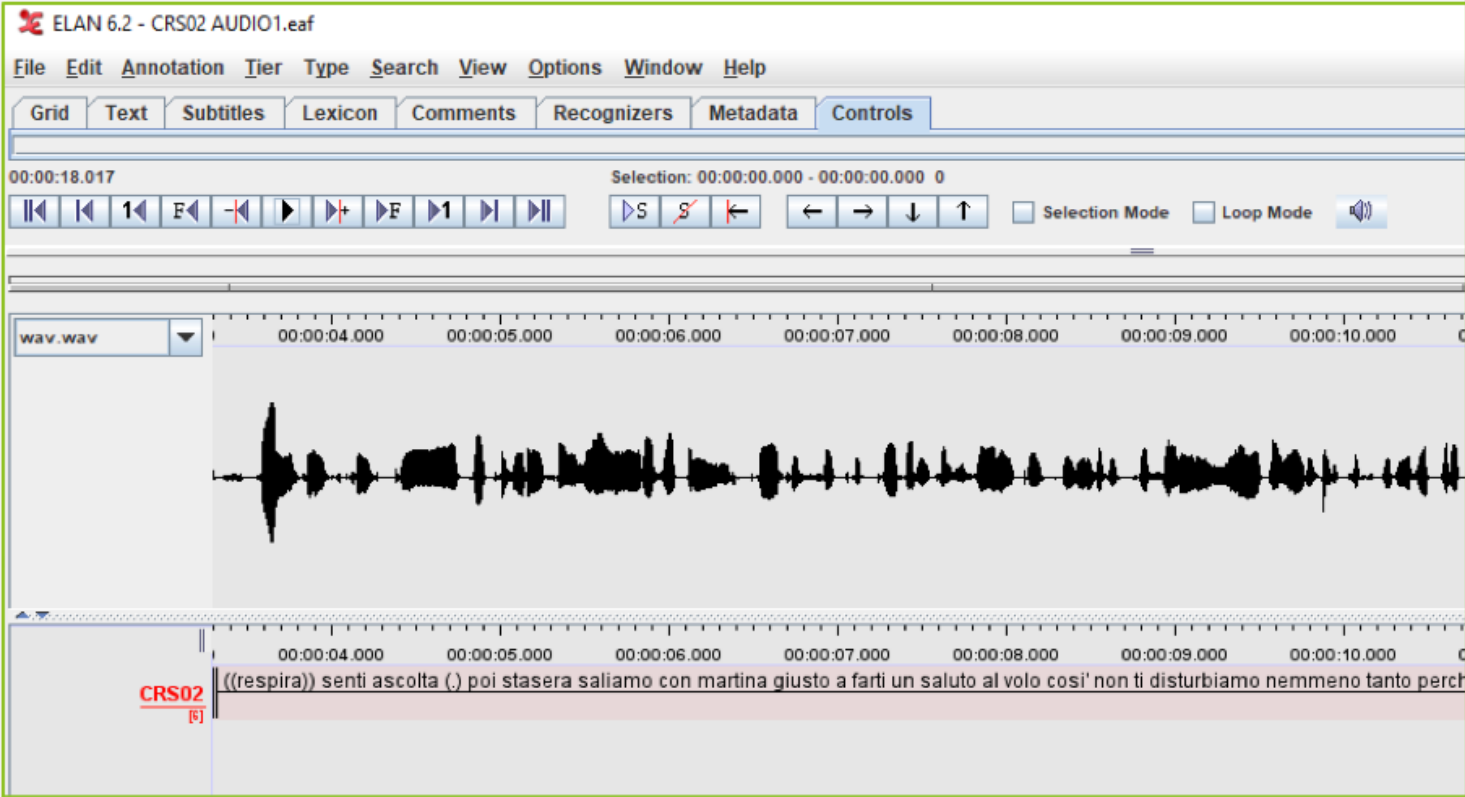 ELAN 6.2 - CRS02 AUDIO1.eaf
File Edit Annotation Tier Type Search View Options Window Help
Grid Text Subtitles Lexicon Comments Recognizers Metadata Controls
00:00:18.017 Selection: 00:00:00.000 - 00:00:00.000 0
1 F - + F 1 S S Selection Mode Loop Mode
wav.wav 00:00:04.000 00:00:05.000 00:00:06.000 00:00:07.000 00:00:08.000 00:00:09.000 00:00:10.000
00:00:04.000 00:00:05.000 00:00:06.000 00:00:07.000 00:00:08.000 00:00:09.000 00:00:10.000
((respira)) senti ascolta (.) poi stasera saliamo con martina giusto a farti un saluto al volo cosi' non ti disturbiamo nemmeno tanto perch
CRS02
[6]